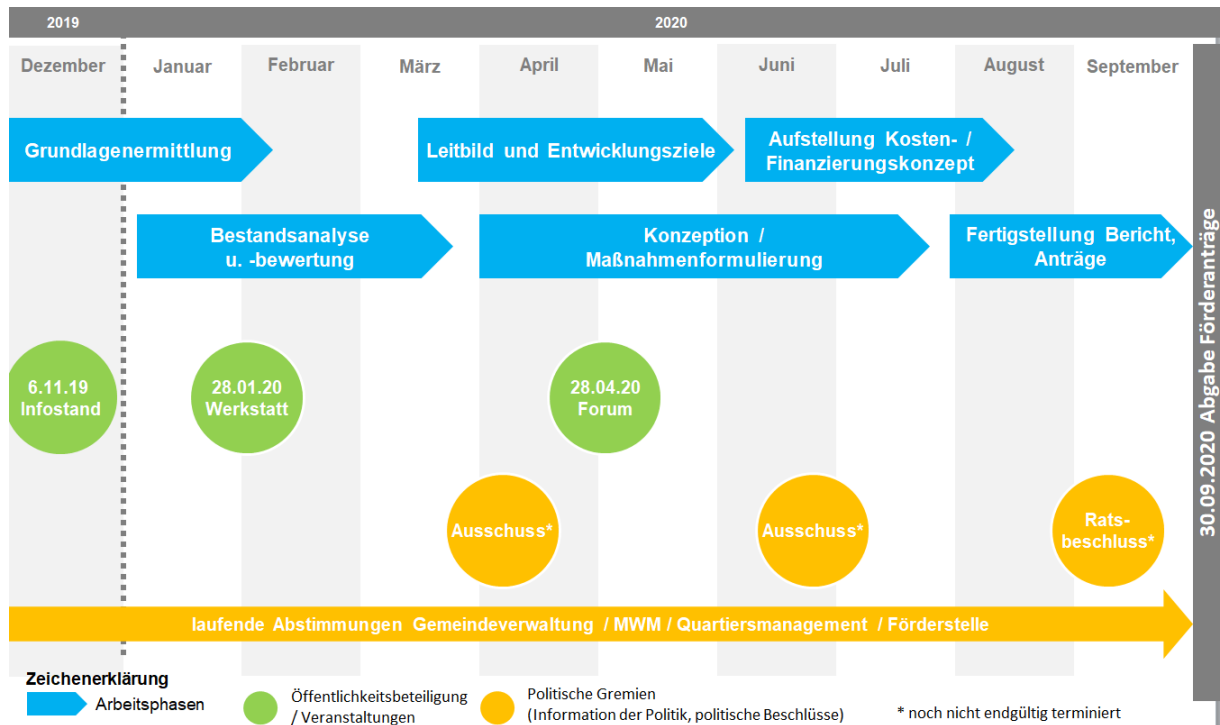 2019
2020
Dezember
Januar
Februar
März
April
Mai
Juni
Juli
August
September
Grundlagenermittlung
Leitbild und Entwicklungsziele
Aufstellung Kosten- /
Finanzierungskonzept
Bestandsanalyse
u. -bewertung
Konzeption /
Maßnahmenformulierung
Fertigstellung Bericht,
Anträge
6.11.19
Infostand
28.01.20
Werkstatt
28.04.20
Forum
Ausschuss*
Ausschuss*
Rats-
beschluss*
30.09.2020 Abgabe Förderanträge
laufende Abstimmungen Gemeindeverwaltung / MWM / Quartiersmanagement / Förderstelle
Zeichenerklärung
Arbeitsphasen
Öffentlichkeitsbeteiligung
/ Veranstaltungen
Politische Gremien
(Information der Politik, politische Beschlüsse)
* noch nicht endgültig terminiert